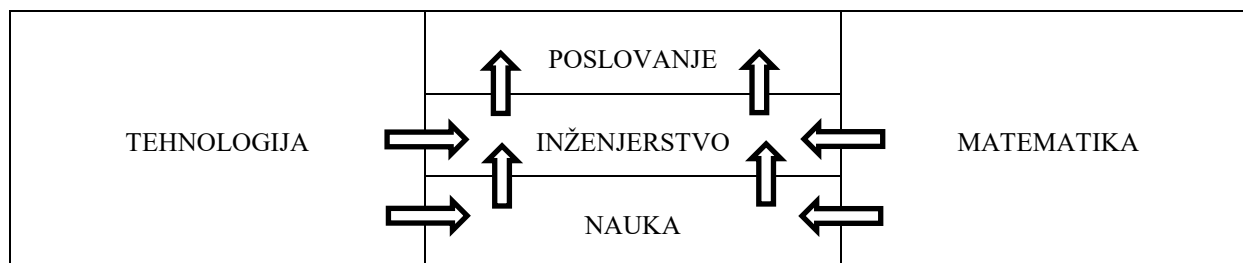 POSLOVANJE
TEHNOLOGIJA
INŽENJERSTVO
MATEMATIKA
NAUKA